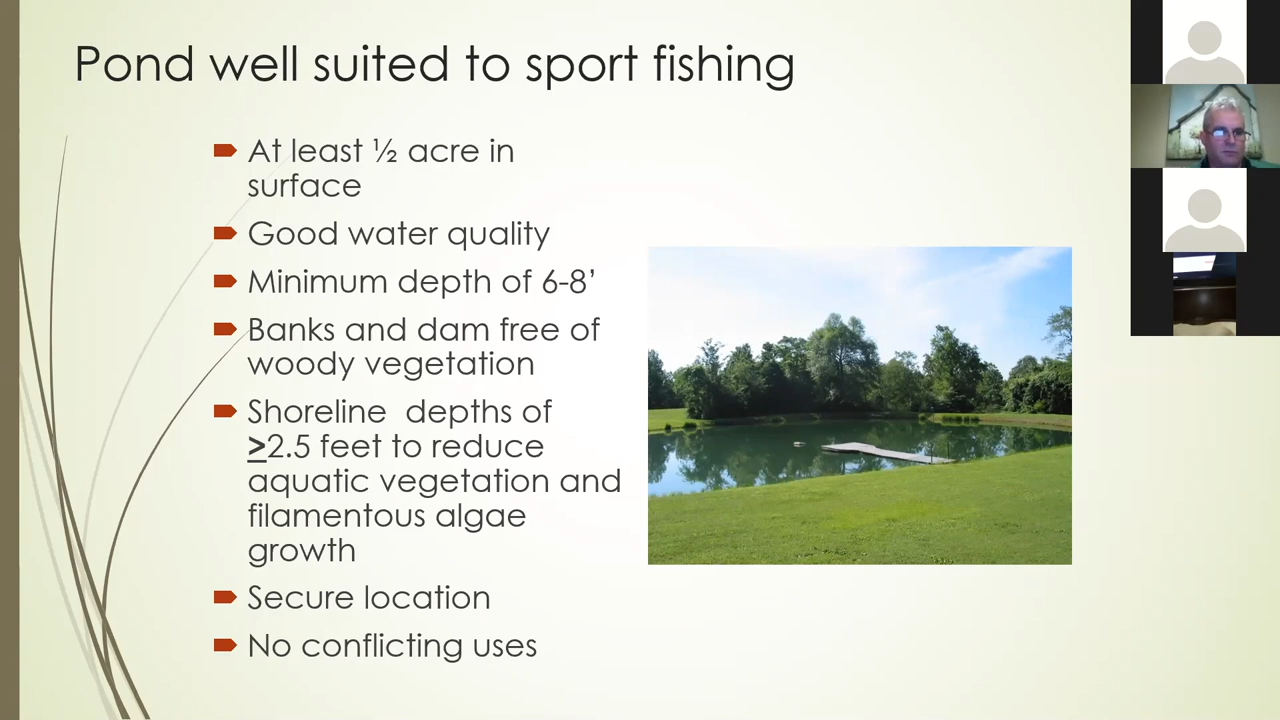 Pond well suited to sport fishing
At least ½ acre in
surface
Good water quality
Minimum depth of 6-8’
Banks and dam free of
woody vegetation
Shoreline  depths of
≥2.5 feet to reduce
aquatic vegetation and
filamentous algae
growth
Secure location
No conflicting uses